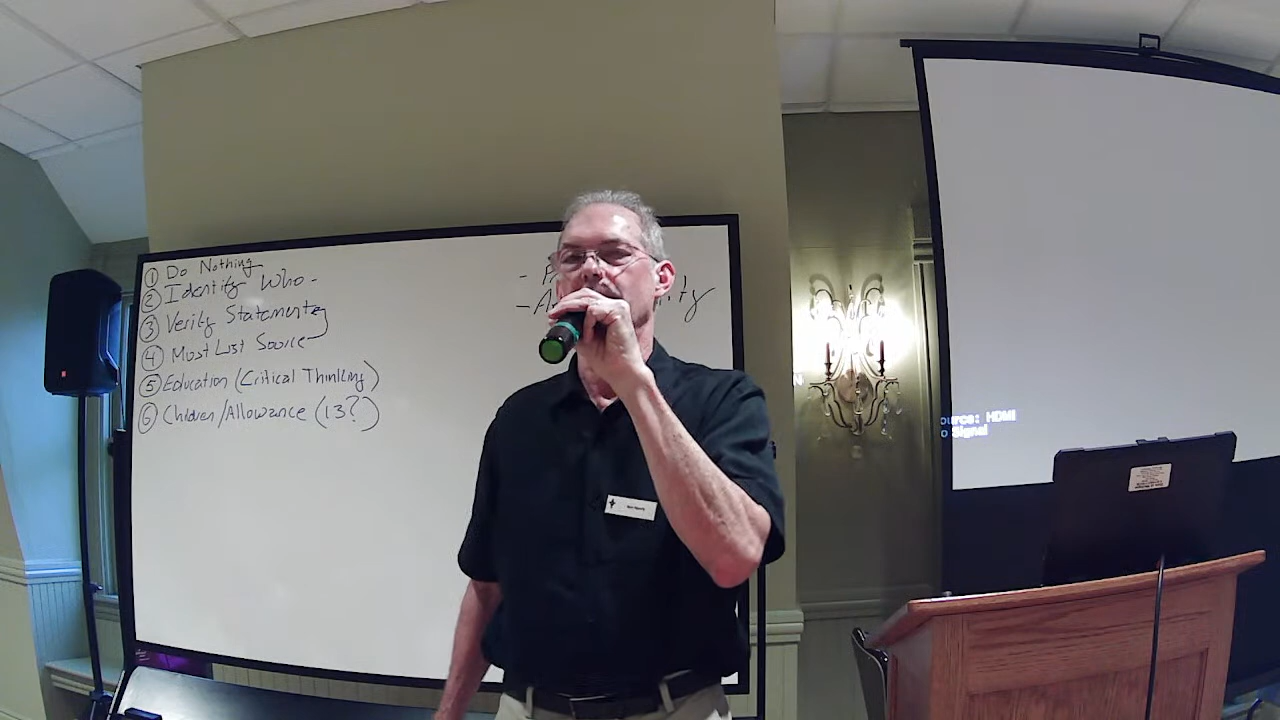 ① Do Nothing
② Identify Who -
③ Verify Statements
④ Must List Source
⑤ Education (Critical Thinking)
⑥ Children/Allowance (13?)
ource: HDMI
o Signal